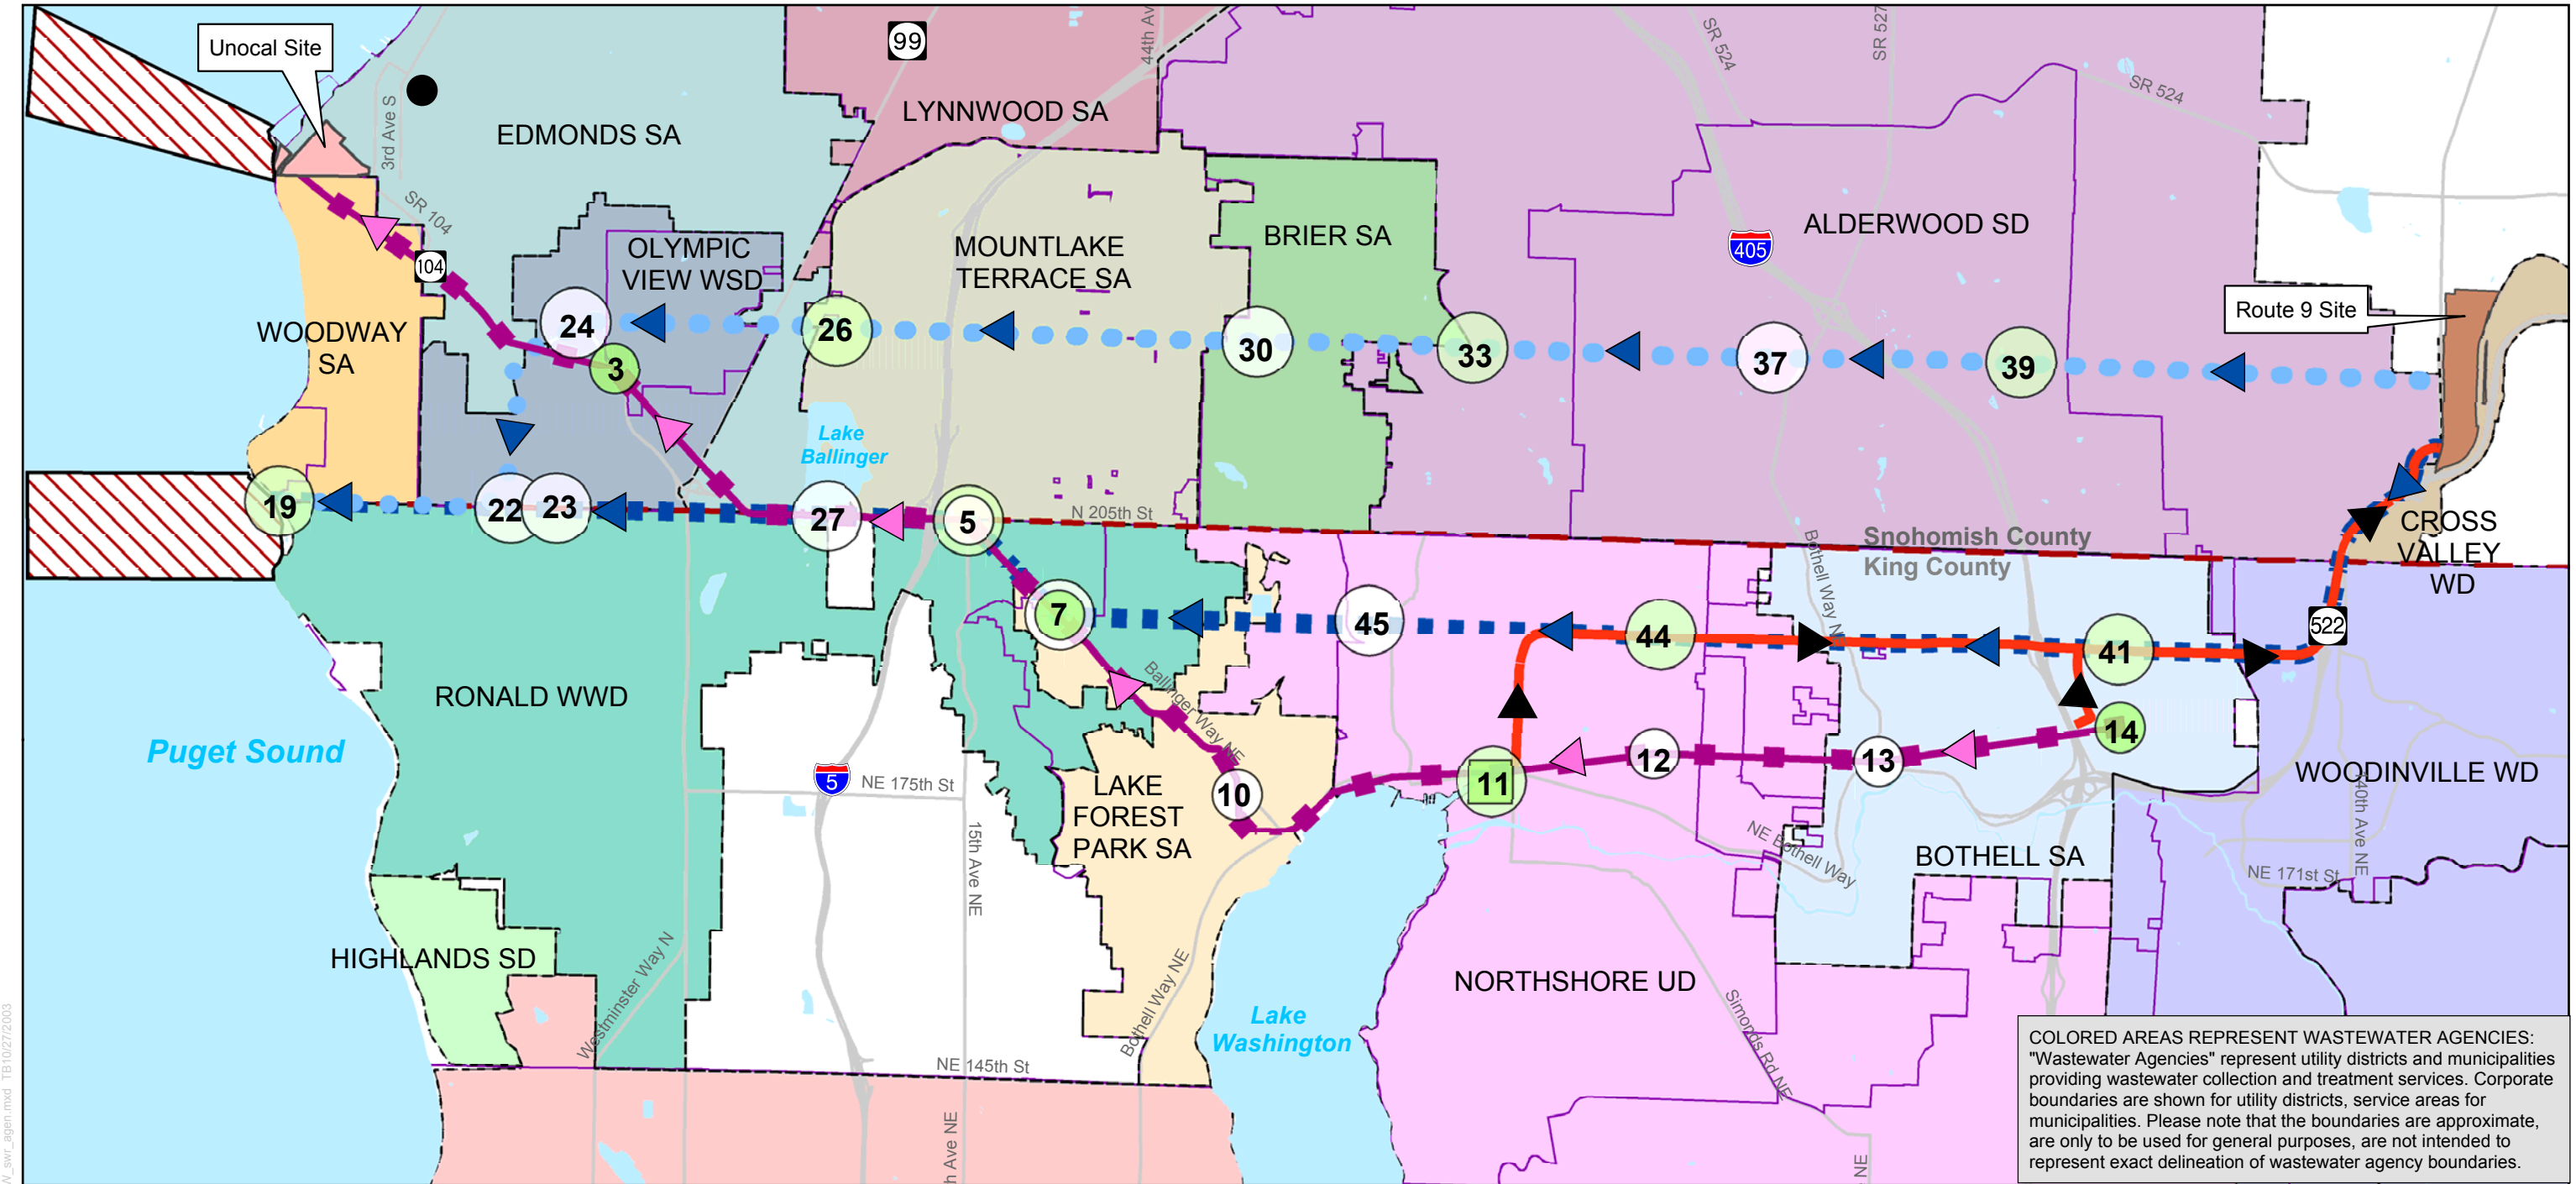 Unocal Site
99
44th Av
SR 524
SR 527
SR 524
3rd Ave S
EDMONDS SA
LYNNWOOD SA
SR 104
104
OLYMPIC
VIEW WSD
MOUNTLAKE
TERRACE SA
BRIER SA
ALDERWOOD SD
405
Route 9 Site
WOODWAY
SA
24
3
26
30
33
37
39
Lake
Ballinger
19
22
23
27
5
N 205th St
Snohomish County
King County
CROSS
VALLEY
WD
Bothell Way N
7
45
44
41
522
14
RONALD WWD
Ballinger Way NE
Puget Sound
5
NE 175th St
10
11
12
13
LAKE
FOREST
PARK SA
15th Ave NE
NE Bothell Way
BOTHELL SA
WOODINVILLE WD
140th Ave NE
NE 171st St
HIGHLANDS SD
Westminster Way N
Bothell Way NE
NORTHSHORE UD
Simonds Rd NE
Lake
Washington
NE 145th St
h Ave NE
NE
COLORED AREAS REPRESENT WASTEWATER AGENCIES:
"Wastewater Agencies" represent utility districts and municipalities
providing wastewater collection and treatment services. Corporate
boundaries are shown for utility districts, service areas for
municipalities. Please note that the boundaries are approximate,
are only to be used for general purposes, are not intended to
represent exact delineation of wastewater agency boundaries.
W_swr_agen.mxd TB10/27/2003